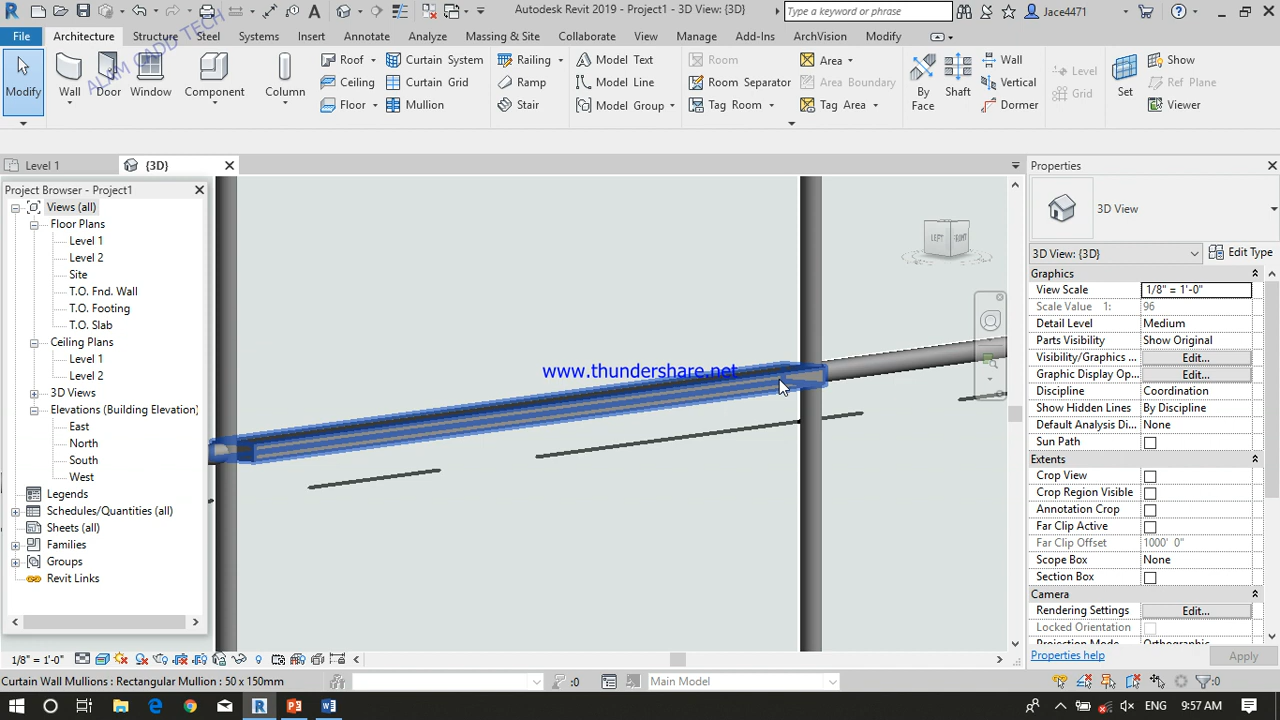 Autodesk Revit 2019 - Project1 - 3D View: {3D}
Type a keyword or phrase
Jace4471
File
Architecture
Structure
Steel
Systems
Insert
Annotate
Analyze
Massing & Site
Collaborate
View
Manage
Add-Ins
ArchVision
Modify
ALAM CADD TECH
Modify
Wall
Door
Window
Component
Column
Roof
Ceiling
Floor
Curtain System
Curtain Grid
Mullion
Railing
Ramp
Stair
Model Text
Model Line
Model Group
Room
Room Separator
Tag Room
Area
Area Boundary
Tag Area
By Face
Shaft
Wall
Vertical
Dormer
Level
Grid
Set
Show
Ref Plane
Viewer
Level 1
{3D}
Project Browser - Project1
Views (all)
Floor Plans
Level 1
Level 2
Site
T.O. Fnd. Wall
T.O. Footing
T.O. Slab
Ceiling Plans
Level 1
Level 2
3D Views
Elevations (Building Elevation)
East
North
South
West
Legends
Schedules/Quantities (all)
Sheets (all)
Families
Groups
Revit Links
www.thundershare.net
LEFT
FRONT
Properties
3D View
3D View: {3D}
Edit Type
Graphics
View Scale 1/8" = 1'-0"
Scale Value 1: 96
Detail Level Medium
Parts Visibility Show Original
Visibility/Graphics ... Edit...
Graphic Display Op... Edit...
Discipline Coordination
Show Hidden Lines By Discipline
Default Analysis Di... None
Sun Path
Extents
Crop View
Crop Region Visible
Annotation Crop
Far Clip Active
Far Clip Offset 1000' 0"
Scope Box None
Section Box
Camera
Rendering Settings Edit...
Locked Orientation
Projection Mode Orthographic
Properties help
Apply
1/8" = 1'-0"
Curtain Wall Mullions : Rectangular Mullion : 50 x 150mm
:0
Main Model
:0
ENG
9:57 AM